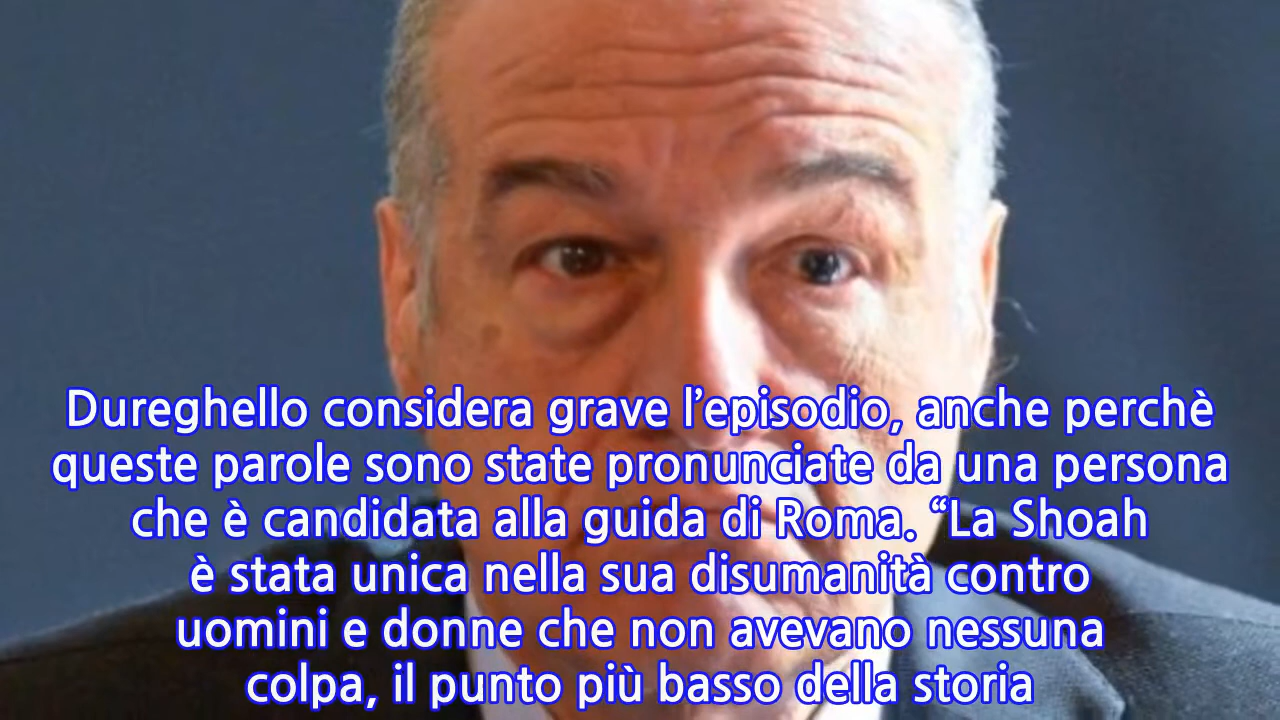 Dureghello considera grave l’episodio, anche perchè
queste parole sono state pronunciate da una persona
che è candidata alla guida di Roma. “La Shoah
è stata unica nella sua disumanità contro
uomini e donne che non avevano nessuna
colpa, il punto più basso della storia